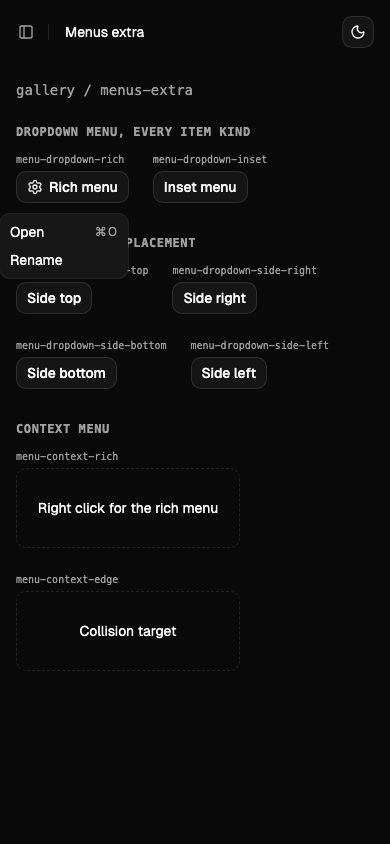 Menus extra
gallery / menus-extra
DROPDOWN MENU, EVERY ITEM KIND
menu-dropdown-rich menu-dropdown-inset
Rich menu Inset menu
Open ⌘O
PLACEMENT
Rename
-top menu-dropdown-side-right
Side top Side right
menu-dropdown-side-bottom menu-dropdown-side-left
Side bottom Side left
CONTEXT MENU
menu-context-rich
Right click for the rich menu
menu-context-edge
Collision target